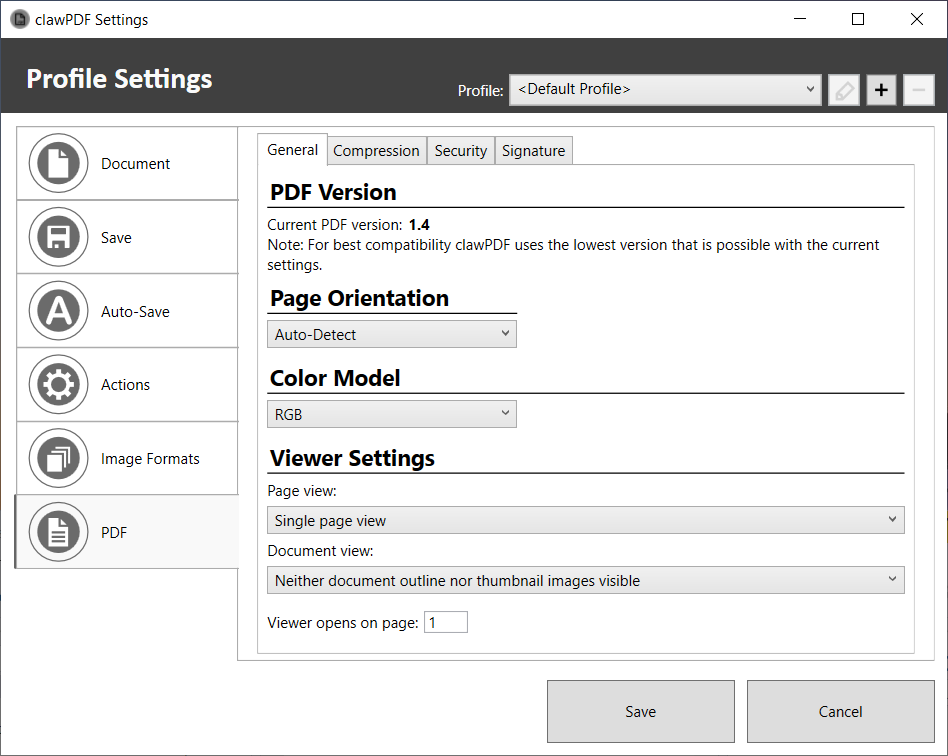 clawPDF Settings
Profile Settings
Profile: <Default Profile>
Document
Save
Auto-Save
Actions
Image Formats
PDF
General Compression Security Signature
PDF Version
Current PDF version: 1.4
Note: For best compatibility clawPDF uses the lowest version that is possible with the current
settings.
Page Orientation
Auto-Detect
Color Model
RGB
Viewer Settings
Page view:
Single page view
Document view:
Neither document outline nor thumbnail images visible
Viewer opens on page: 1
Save Cancel